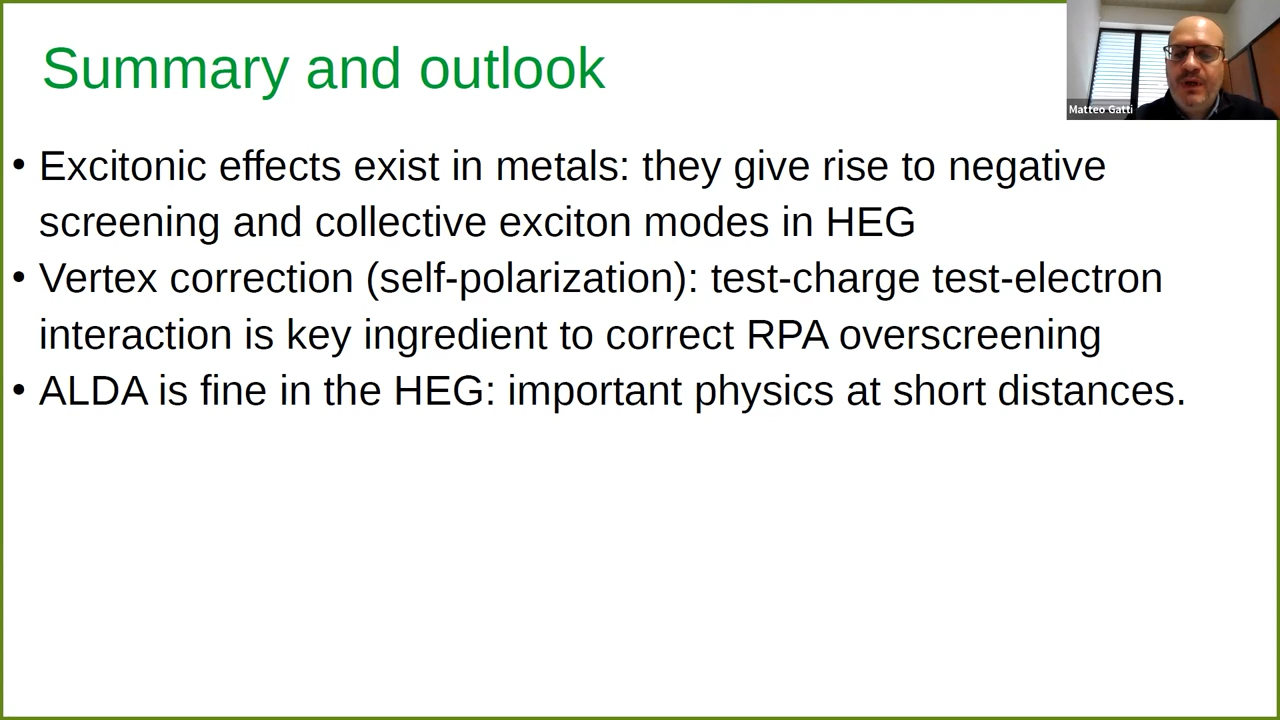 Summary and outlook
Matteo Gatti
• Excitonic effects exist in metals: they give rise to negative
screening and collective exciton modes in HEG
• Vertex correction (self-polarization): test-charge test-electron
interaction is key ingredient to correct RPA overscreening
• ALDA is fine in the HEG: important physics at short distances.